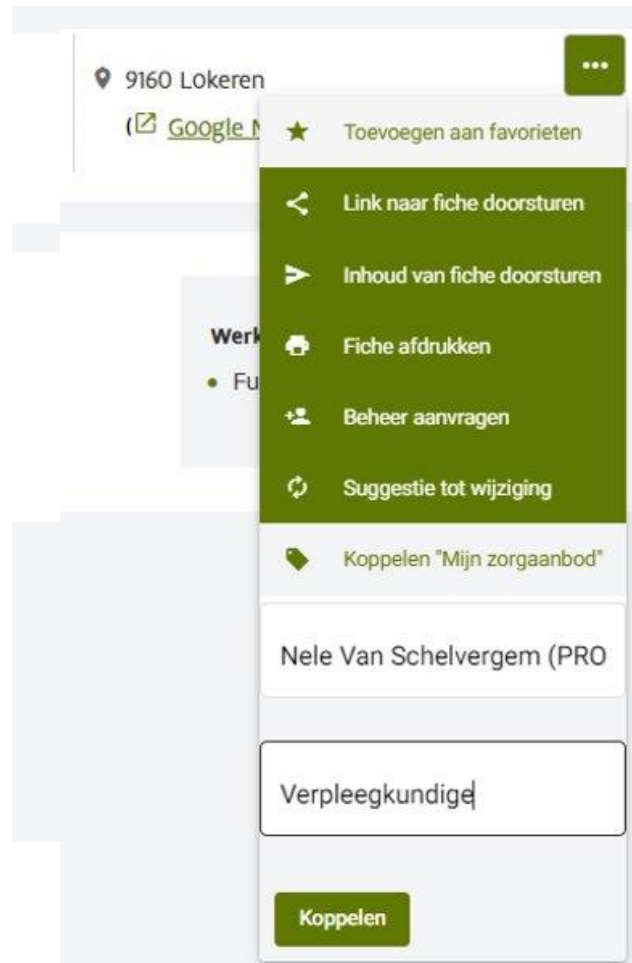 9160 Lokeren
( Google
Toevoegen aan favorieten
Link naar fiche doorsturen
Inhoud van fiche doorsturen
Fiche afdrukken
Beheer aanvragen
Suggestie tot wijziging
Koppelen "Mijn zorgaanbod"
Nele Van Schelvergem (PRO
Verpleegkundige
Koppelen